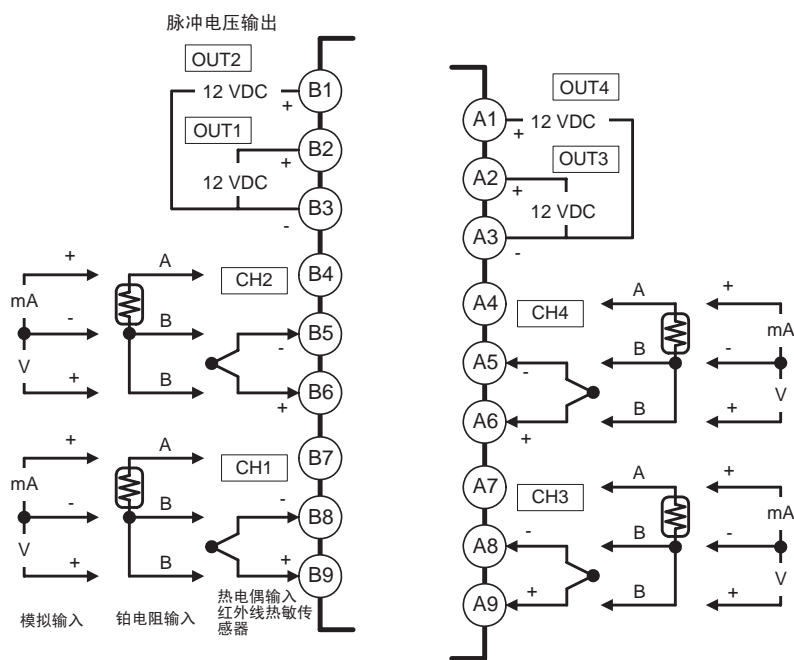 脉冲电压输出
OUT2
12 VDC
+
B1
OUT1
+
B2
12 VDC
-
B3
+
A
CH2
B4
mA
-
B
-
B5
V
+
B
+
B6
+
A
CH1
B7
mA
-
B
-
B8
V
+
B
+
B9
模拟输入
铂电阻输入
热电偶输入
红外线热敏传
感器
OUT4
A1
+
12 VDC
OUT3
A2
+
12 VDC
A3
-
A4
CH4
A
+
mA
A5
-
B
-
V
A6
+
B
+
A7
CH3
A
+
mA
A8
-
B
-
V
A9
+
B
+